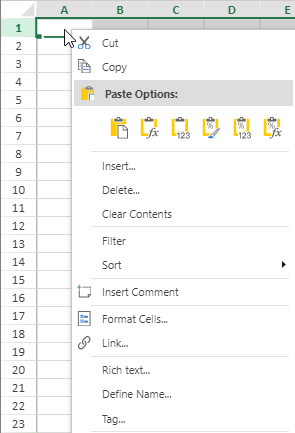 A B C D E
1
2
Cut
3
Copy
4
5
Paste Options:
6
7
fx 123 % % 123 % fx
8
9
Insert...
10
Delete...
11
Clear Contents
12
13
Filter
14
Sort
15
16
Insert Comment
17
Format Cells...
18
19
Link...
20
Rich text...
21
Define Name...
22
23
Tag...